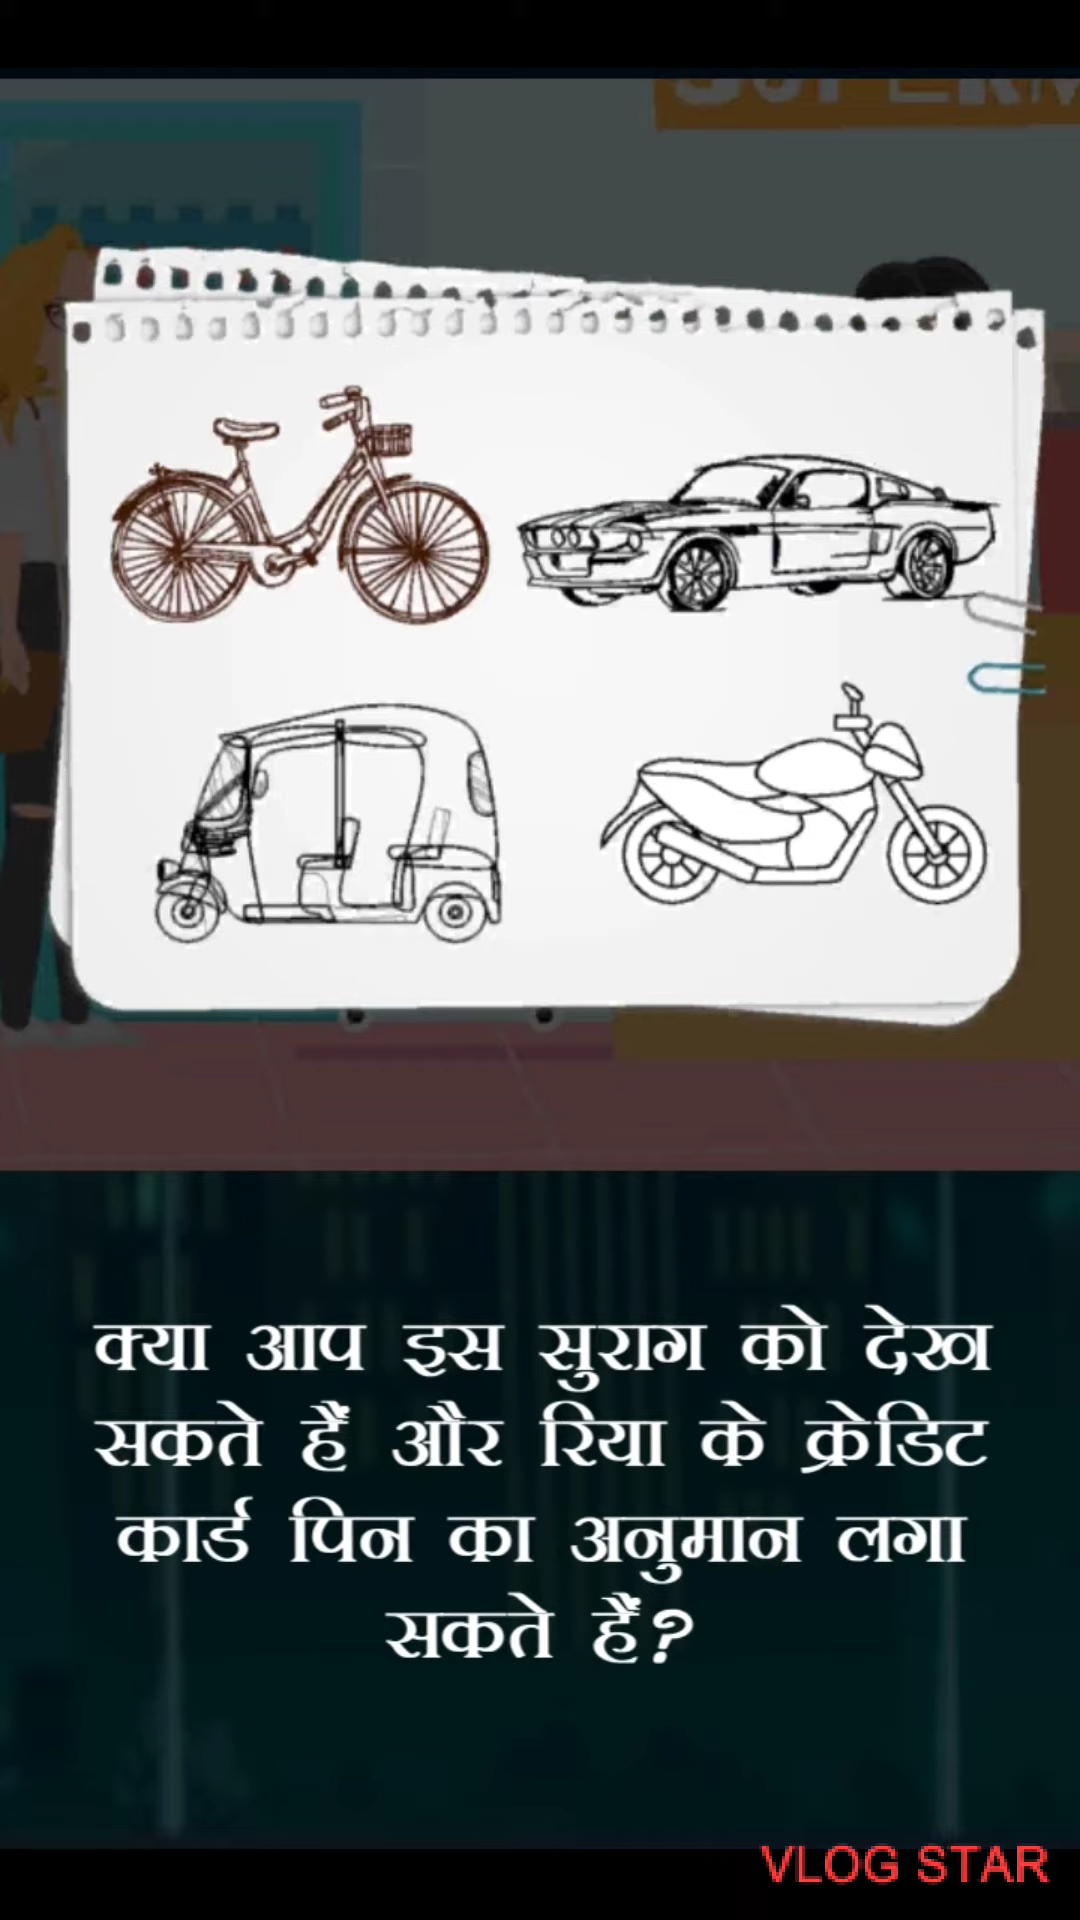 क्या आप इस सुराग को देख
सकते हैं और रिया के क्रेडिट
कार्ड पिन का अनुमान लगा
सकते हैं?
VLOG STAR